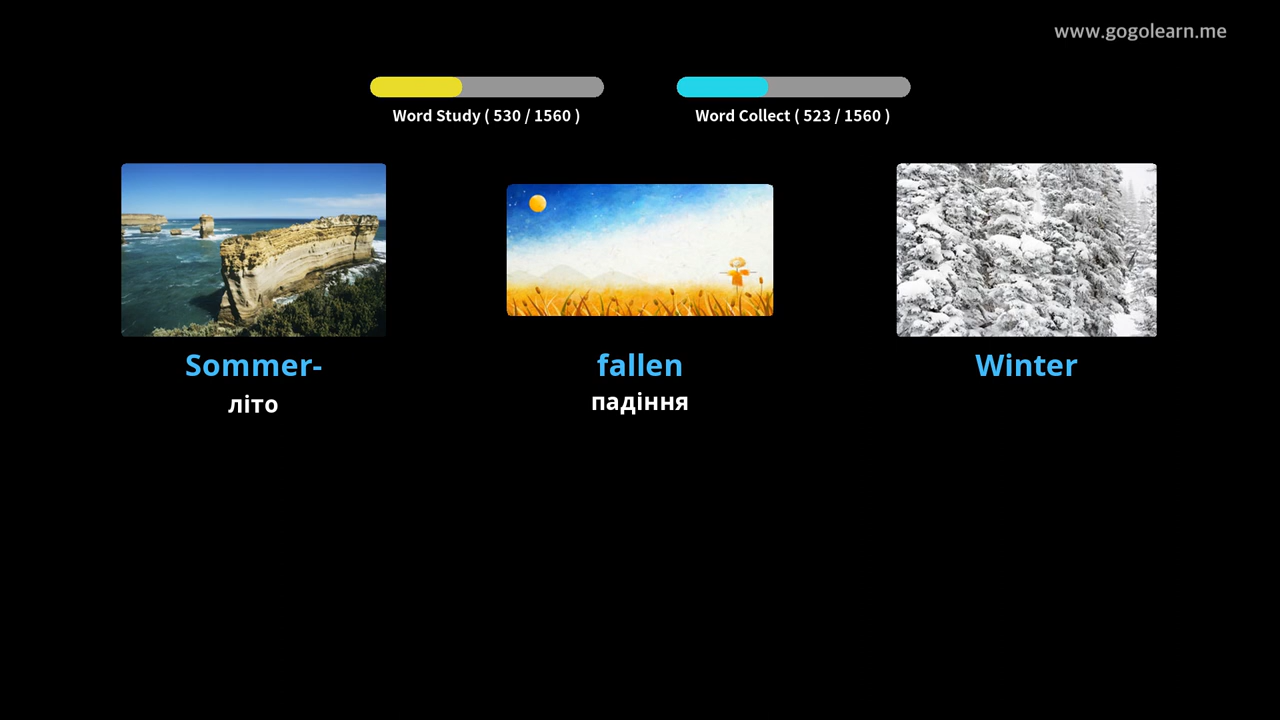 www.gogolearn.me
Word Study ( 530 / 1560 )
Word Collect ( 523 / 1560 )
Sommer-
літо
fallen
падіння
Winter